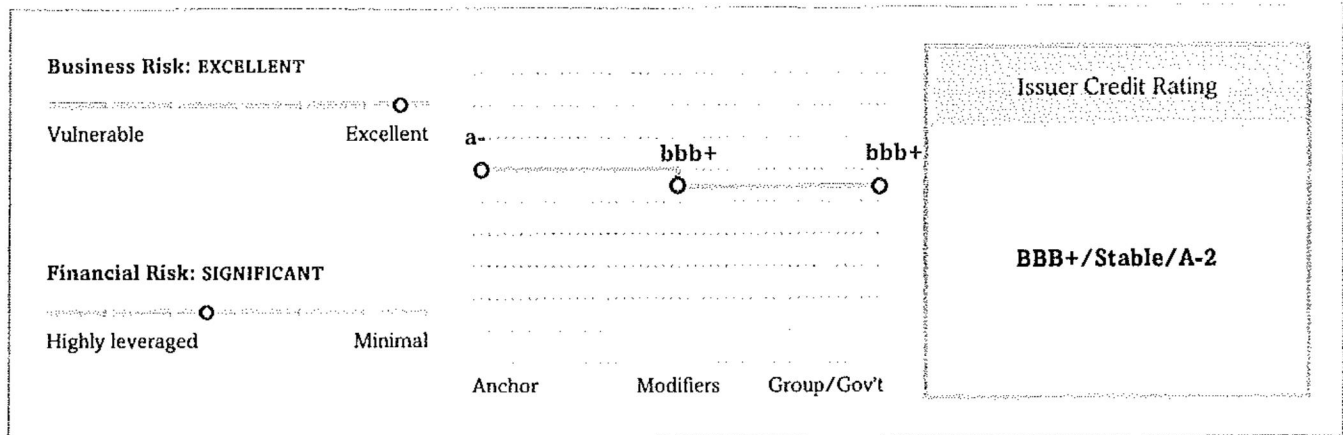 Business Risk: EXCELLENT
Vulnerable Excellent
Financial Risk: SIGNIFICANT
Highly leveraged Minimal
a-
bbb+
bbb+
Anchor Modifiers Group/Gov't
Issuer Credit Rating
BBB+/Stable/A-2